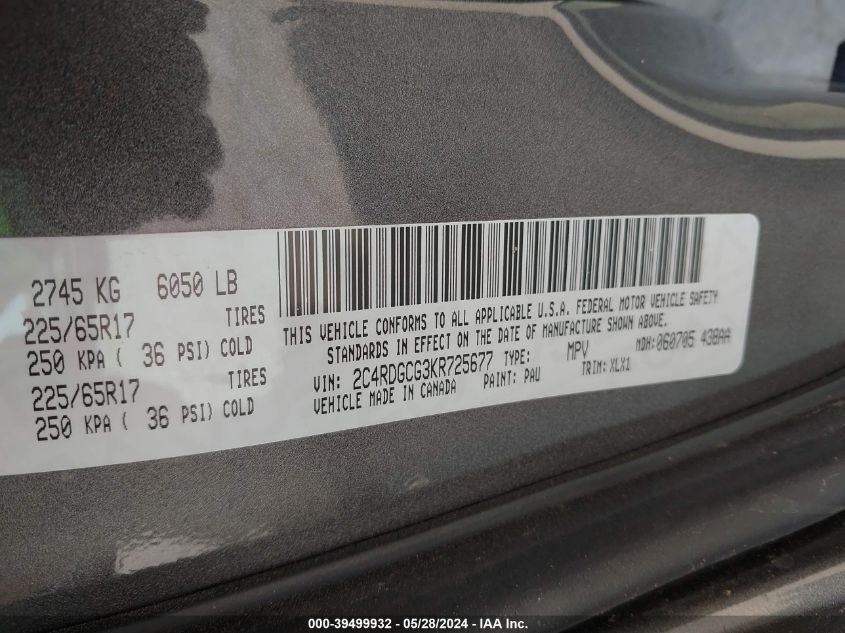 2745 KG 6050 LB
225/65R17 TIRES
250 KPA ( 36 PSI) COLD
225/65R17 TIRES
250 KPA ( 36 PSI) COLD
THIS VEHICLE CONFORMS TO ALL APPLICABLE U.S.A. FEDERAL MOTOR VEHICLE SAFETY
STANDARDS IN EFFECT ON THE DATE OF MANUFACTURE SHOWN ABOVE.
VIN: 2C4RDGCG3KR725677 TYPE: MPV MDH: 060705 43BAA
VEHICLE MADE IN CANADA PAINT: PAU TRIM: XLX1
000-39499932 - 05/28/2024 - IAA Inc.